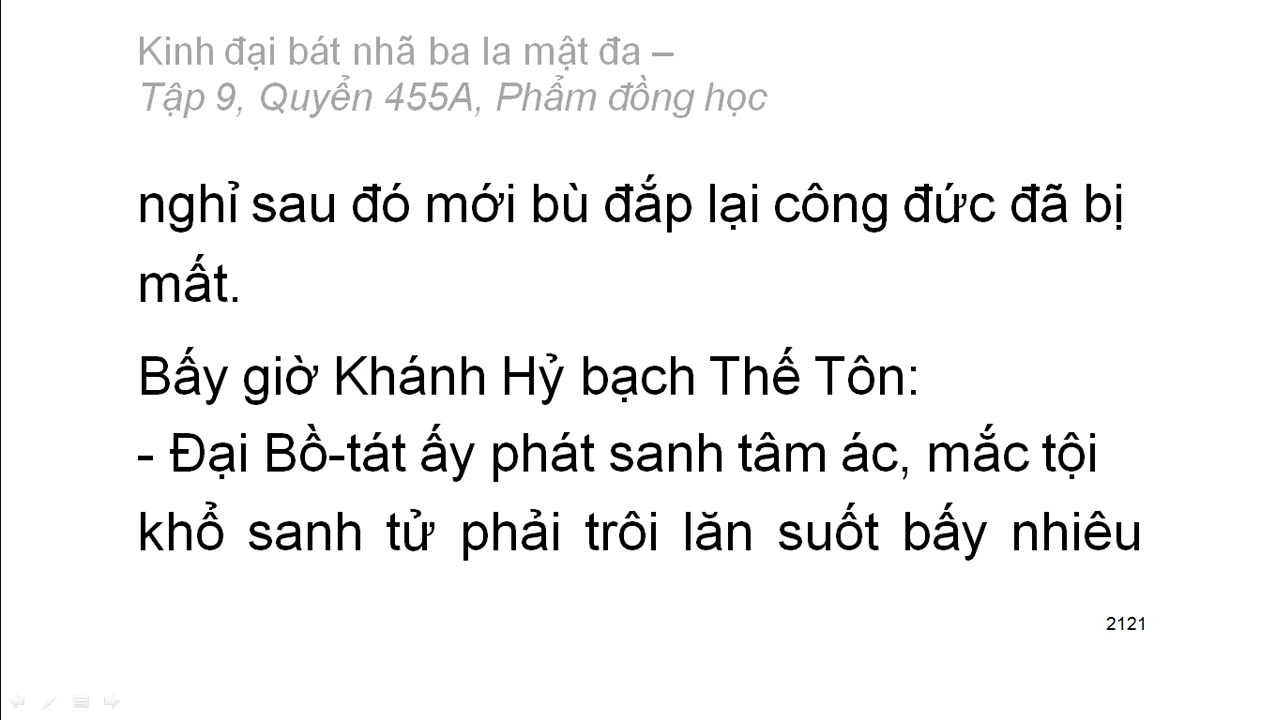 Kinh đại bát nhã ba la mật đa –
Tập 9, Quyển 455A, Phẩm đồng học
nghỉ sau đó mới bù đắp lại công đức đã bị
mất.
Bấy giờ Khánh Hỷ bạch Thế Tôn:
- Đại Bồ-tát ấy phát sanh tâm ác, mắc tội
khổ sanh tử phải trôi lăn suốt bấy nhiêu
2121